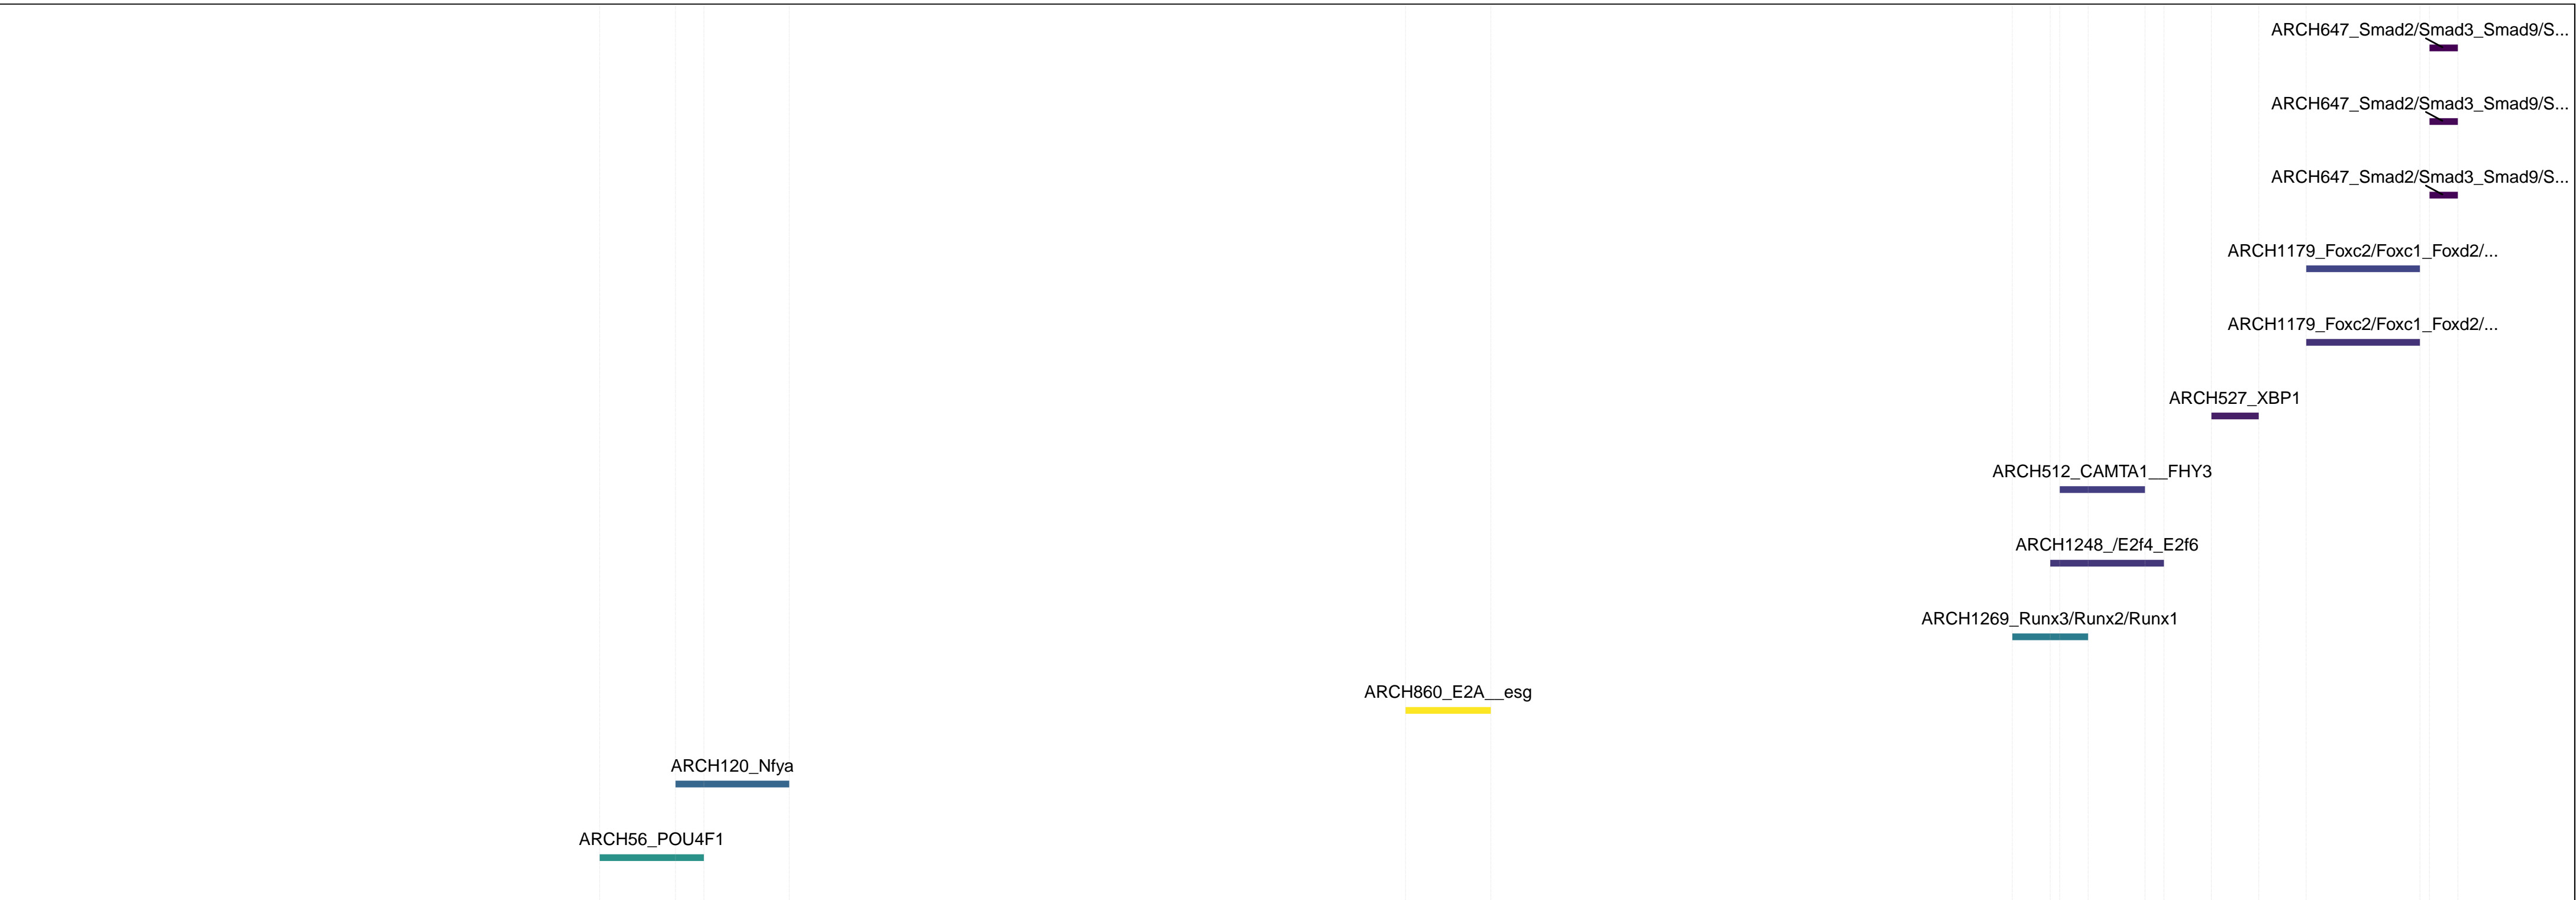 ARCH647_Smad2/Smad3_Smad9/S...
ARCH647_Smad2/Smad3_Smad9/S...
ARCH647_Smad2/Smad3_Smad9/S...
ARCH1179_Foxc2/Foxc1_Foxd2/...
ARCH1179_Foxc2/Foxc1_Foxd2/...
ARCH527_XBP1
ARCH512_CAMTA1__FHY3
ARCH1248_/E2f4_E2f6
ARCH1269_Runx3/Runx2/Runx1
ARCH860_E2A__esg
ARCH120_Nfya
ARCH56_POU4F1